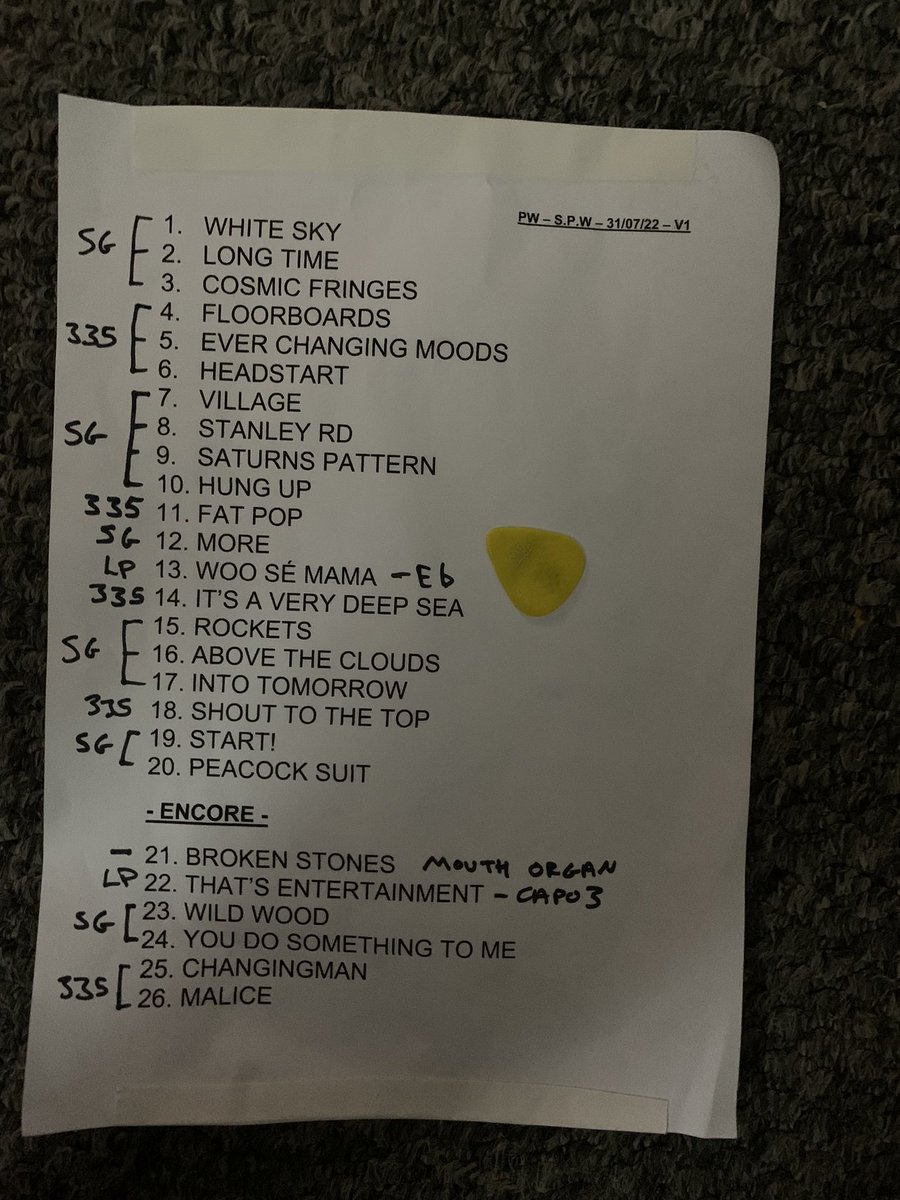 PW – S.P.W – 31/07/22 – V1
SG
1. WHITE SKY
2. LONG TIME
3. COSMIC FRINGES
335
4. FLOORBOARDS
5. EVER CHANGING MOODS
6. HEADSTART
SG
7. VILLAGE
8. STANLEY RD
9. SATURNS PATTERN
10. HUNG UP
335 11. FAT POP
SG 12. MORE
LP 13. WOO SÉ MAMA – Eb
335 14. IT'S A VERY DEEP SEA
SG
15. ROCKETS
16. ABOVE THE CLOUDS
17. INTO TOMORROW
335 18. SHOUT TO THE TOP
SG
19. START!
20. PEACOCK SUIT
- ENCORE -
– 21. BROKEN STONES MOUTH ORGAN
LP 22. THAT'S ENTERTAINMENT – CAPO 3
SG
23. WILD WOOD
24. YOU DO SOMETHING TO ME
335
25. CHANGINGMAN
26. MALICE